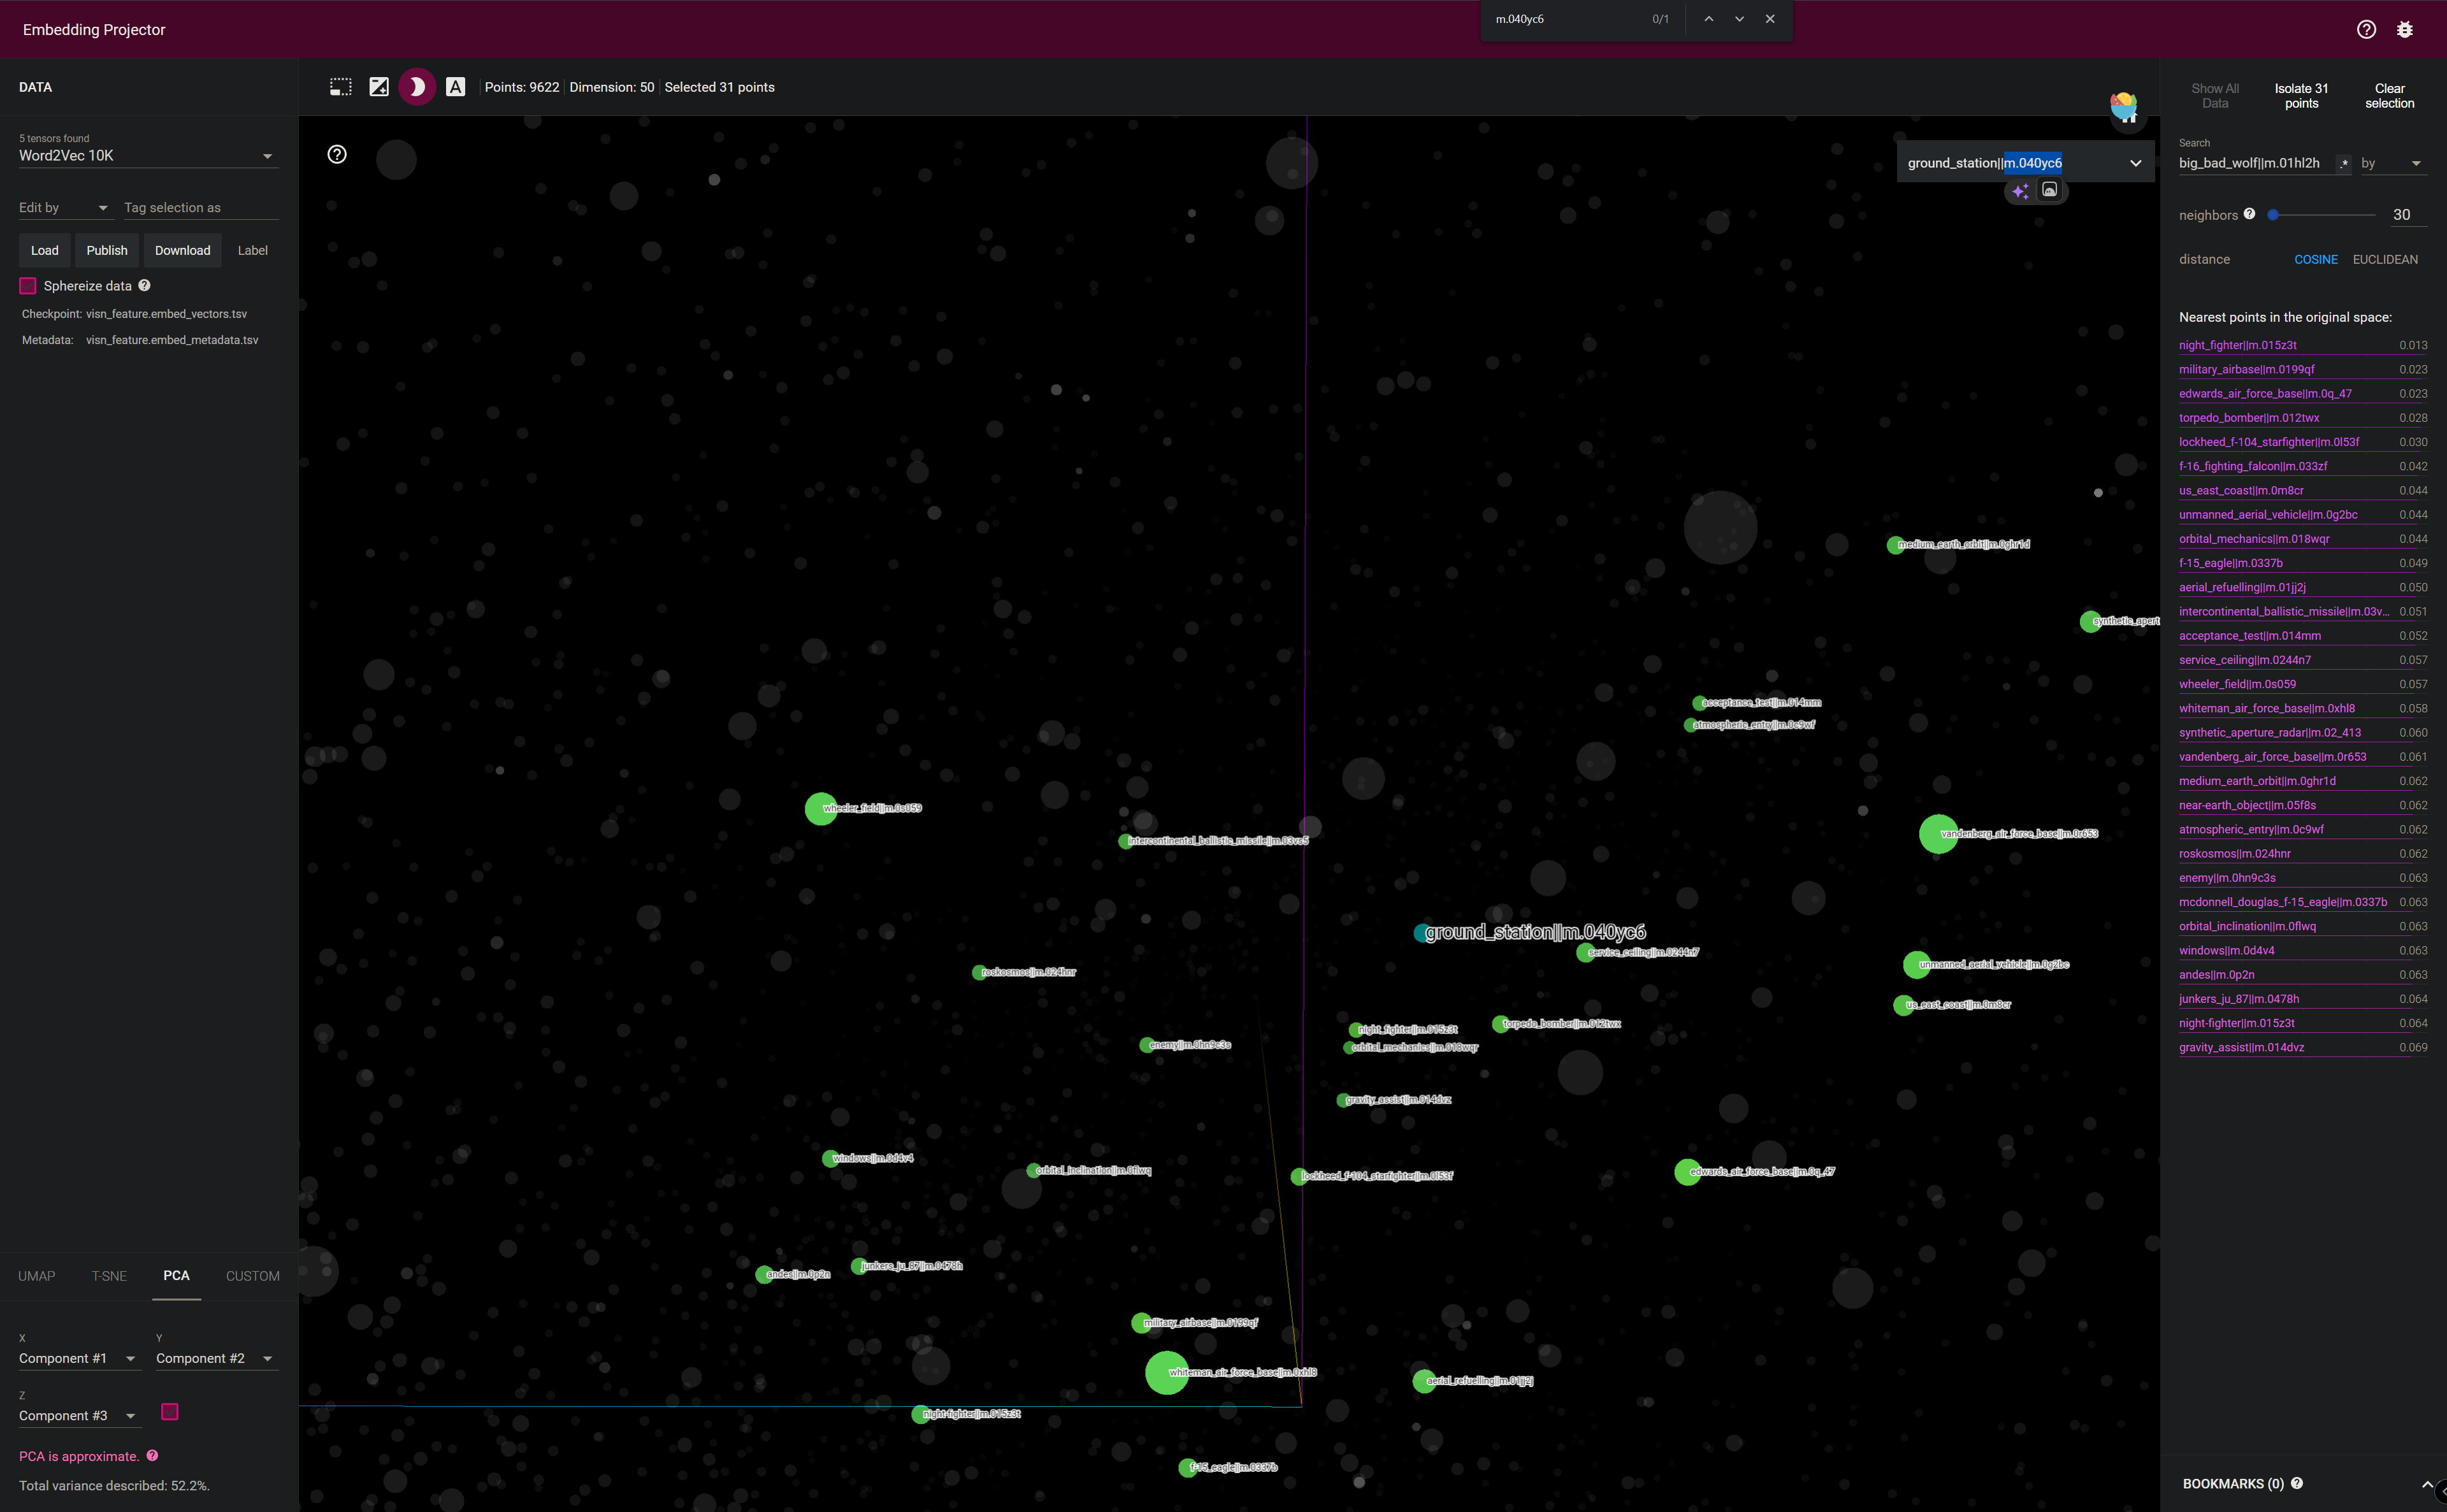 m.040yc6 0/1
Embedding Projector
DATA
5 tensors found
Word2Vec 10K
Edit by
Tag selection as
Load
Publish
Download
Label
Sphereize data
Checkpoint: visn_feature.embed_vectors.tsv
Metadata: visn_feature.embed_metadata.tsv
UMAP
T-SNE
PCA
CUSTOM
X
Component #1
Y
Component #2
Z
Component #3
PCA is approximate.
Total variance described: 52.2%.
A
Points: 9622
Dimension: 50
Selected 31 points
ground_station||m.040yc6
medium_earth_orbit||m.0ghr1d
synthetic_apert
acceptance_test||m.014mm
atmospheric_entry||m.0c9wf
wheeler_field||m.0s059
vandenberg_air_force_base||m.0r653
intercontinental_ballistic_missile||m.03vs5
ground_station||m.040yc6
service_ceiling||m.0244n7
unmanned_aerial_vehicle||m.0g2bc
roskosmos||m.024hnr
us_east_coast||m.0m8cr
torpedo_bomber||m.012twx
night_fighter||m.015z3t
enemy||m.0hn9c3s
orbital_mechanics||m.018wqr
gravity_assist||m.014dvz
windows||m.0d4v4
orbital_inclination||m.0flwq
edwards_air_force_base||m.0q_47
lockheed_f-104_starfighter||m.0l53f
junkers_ju_87||m.0478h
andes||m.0p2n
military_airbase||m.0199qf
whiteman_air_force_base||m.0xhl8
aerial_refuelling||m.01jj2j
night-fighter||m.015z3t
f-15_eagle||m.0337b
Show All
Data
Isolate 31
points
Clear
selection
Search
big_bad_wolf||m.01hl2h .* by
neighbors 30
distance COSINE EUCLIDEAN
Nearest points in the original space:
night_fighter||m.015z3t 0.013
military_airbase||m.0199qf 0.023
edwards_air_force_base||m.0q_47 0.023
torpedo_bomber||m.012twx 0.028
lockheed_f-104_starfighter||m.0l53f 0.030
f-16_fighting_falcon||m.033zf 0.042
us_east_coast||m.0m8cr 0.044
unmanned_aerial_vehicle||m.0g2bc 0.044
orbital_mechanics||m.018wqr 0.044
f-15_eagle||m.0337b 0.049
aerial_refuelling||m.01jj2j 0.050
intercontinental_ballistic_missile||m.03v... 0.051
acceptance_test||m.014mm 0.052
service_ceiling||m.0244n7 0.057
wheeler_field||m.0s059 0.057
whiteman_air_force_base||m.0xhl8 0.058
synthetic_aperture_radar||m.02_413 0.060
vandenberg_air_force_base||m.0r653 0.061
medium_earth_orbit||m.0ghr1d 0.062
near-earth_object||m.05f8s 0.062
atmospheric_entry||m.0c9wf 0.062
roskosmos||m.024hnr 0.062
enemy||m.0hn9c3s 0.063
mcdonnell_douglas_f-15_eagle||m.0337b 0.063
orbital_inclination||m.0flwq 0.063
windows||m.0d4v4 0.063
andes||m.0p2n 0.063
junkers_ju_87||m.0478h 0.064
night-fighter||m.015z3t 0.064
gravity_assist||m.014dvz 0.069
BOOKMARKS (0)